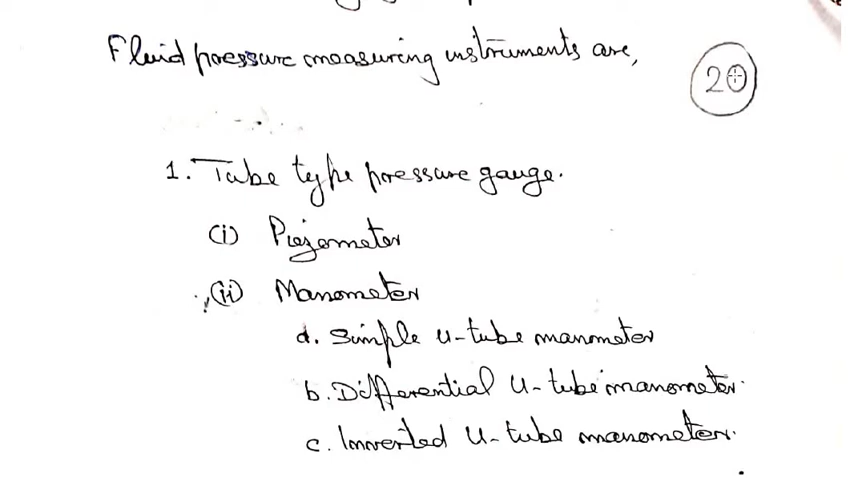 Fluid pressure measuring instruments are,
20
1. Tube type pressure gauge.
(i) Piezometer
(ii) Manometer
a. Simple U-tube manometer
b. Differential U-tube manometer.
c. Inverted U-tube manometer.